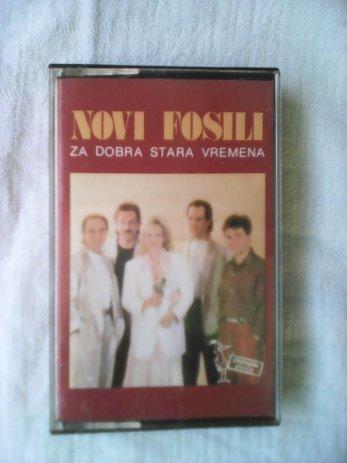 NOVI FOSILI
ZA DOBRA STARA VREMENA